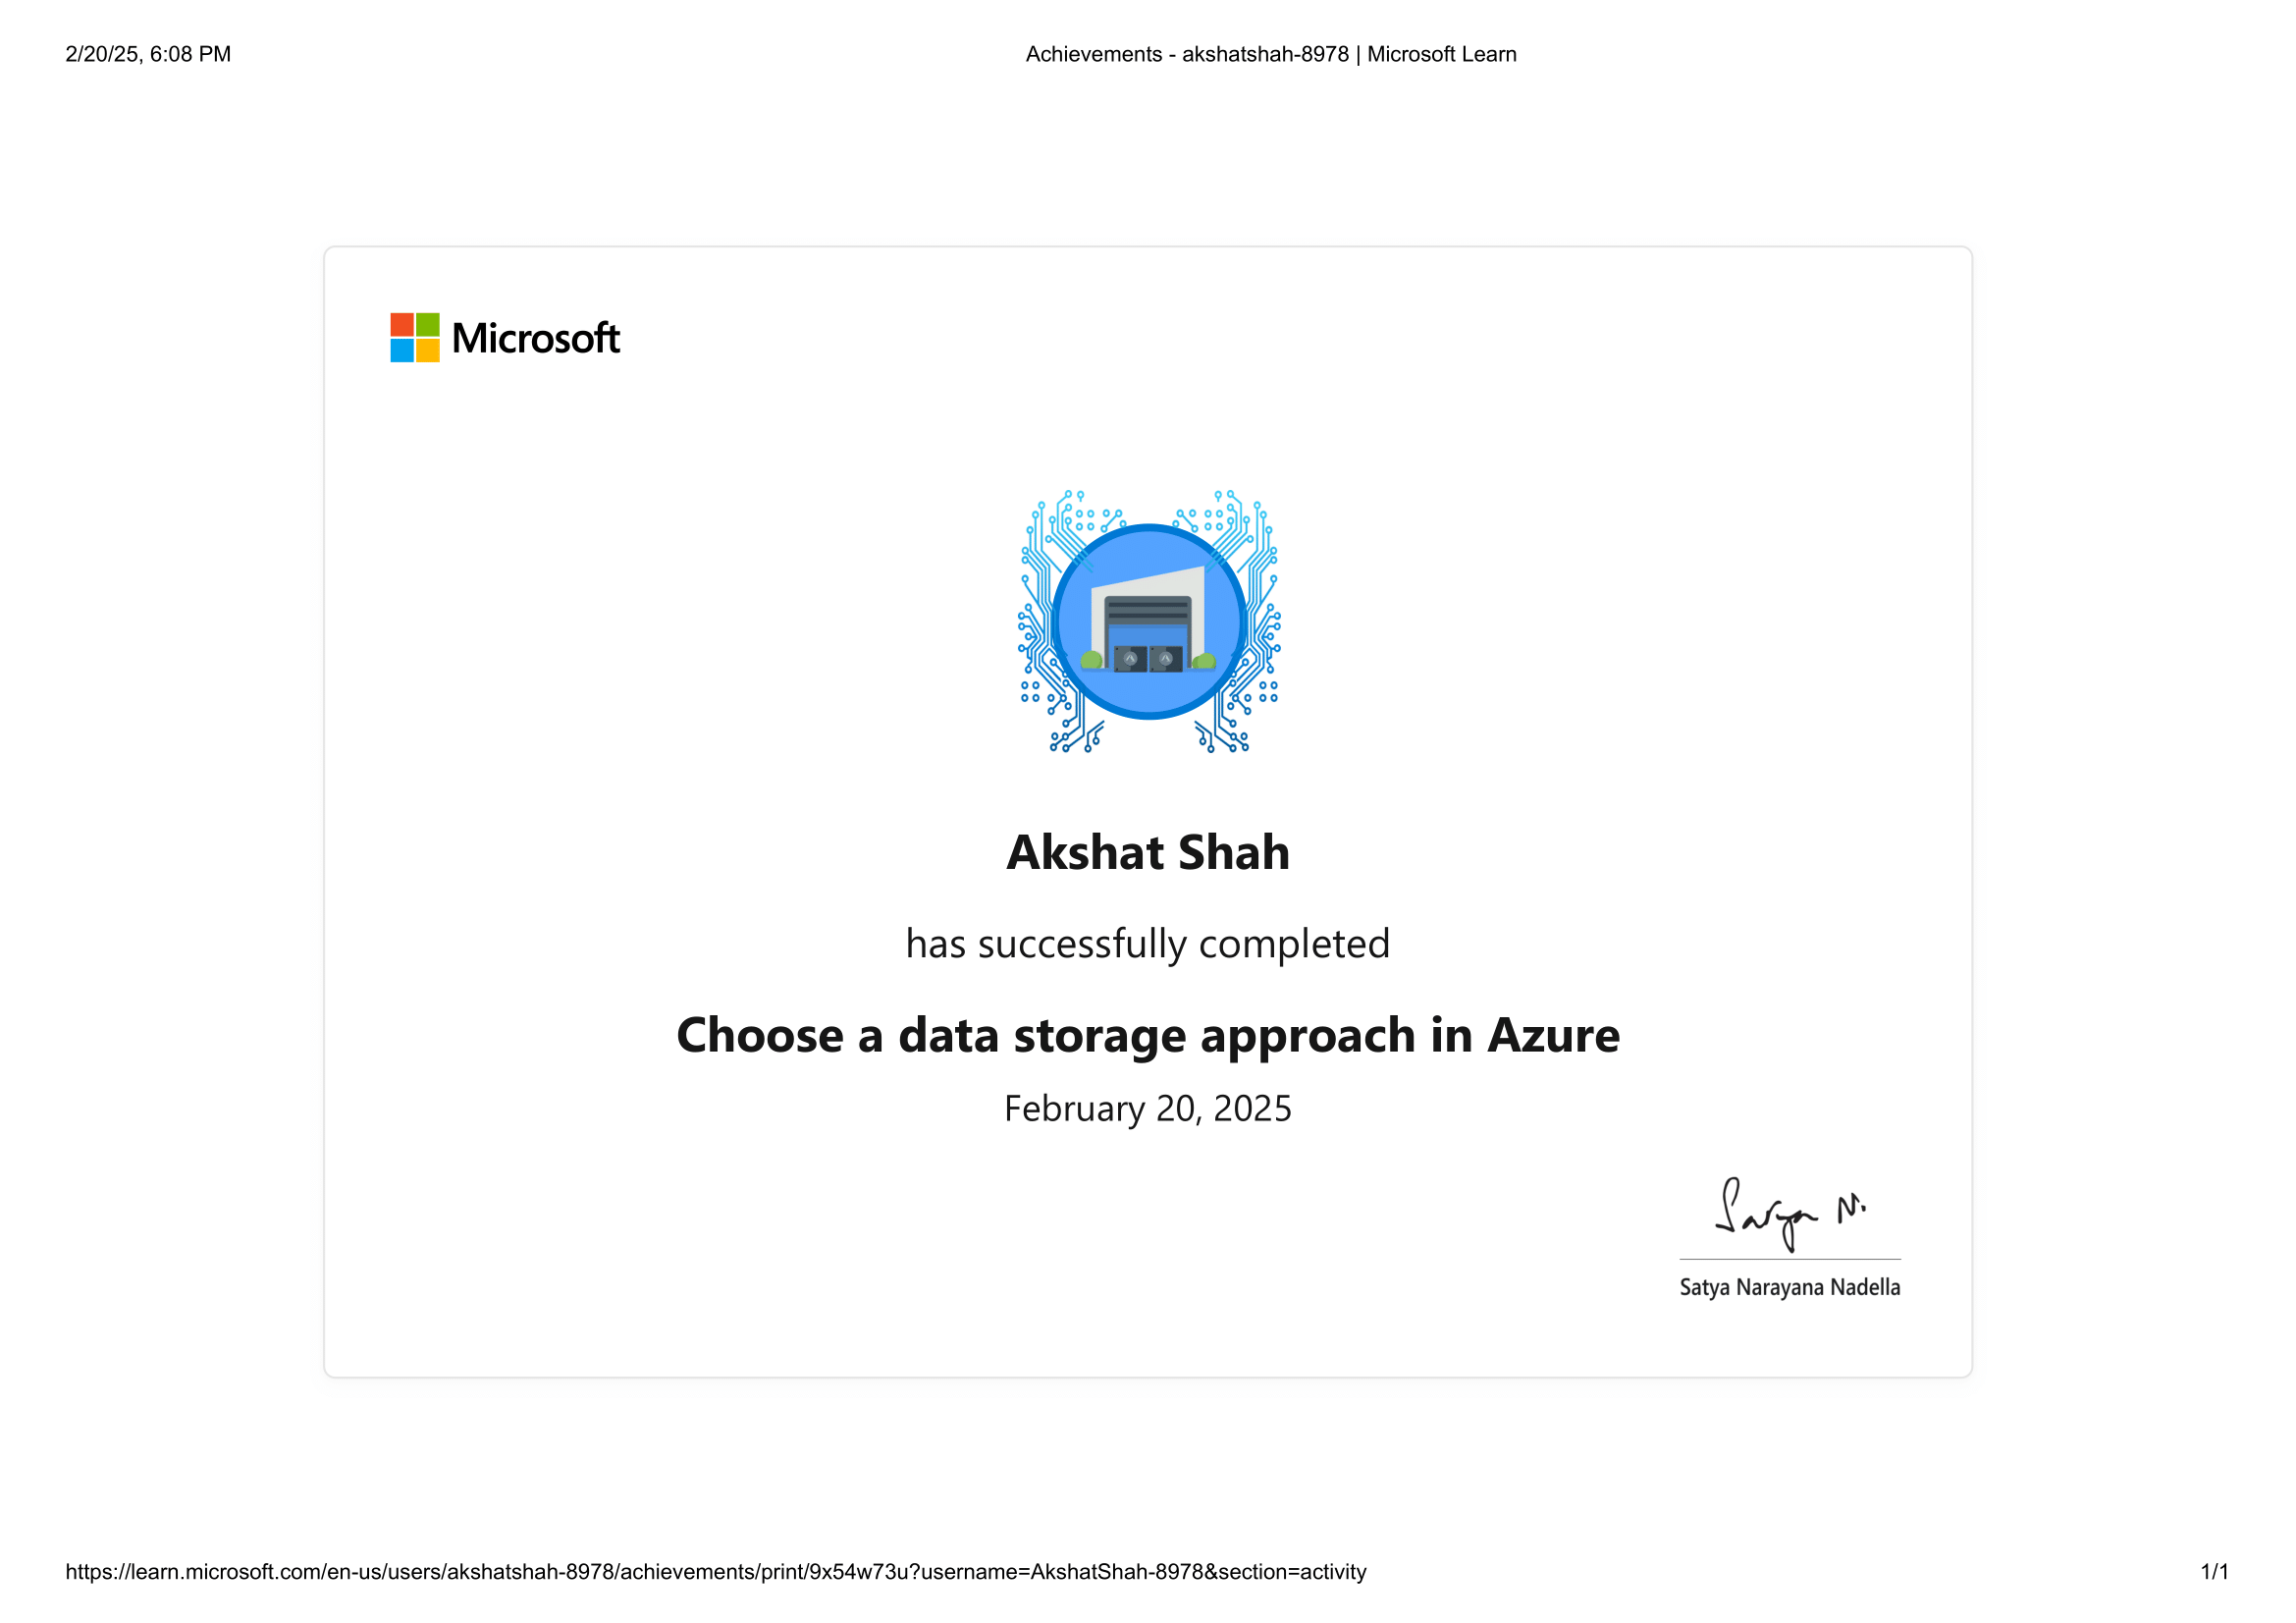 2/20/25, 6:08 PM
Achievements - akshatshah-8978 | Microsoft Learn
Microsoft
Akshat Shah
has successfully completed
Choose a data storage approach in Azure
February 20, 2025
Satya N.
Satya Narayana Nadella
https://learn.microsoft.com/en-us/users/akshatshah-8978/achievements/print/9x54w73u?username=AkshatShah-8978&section=activity
1/1